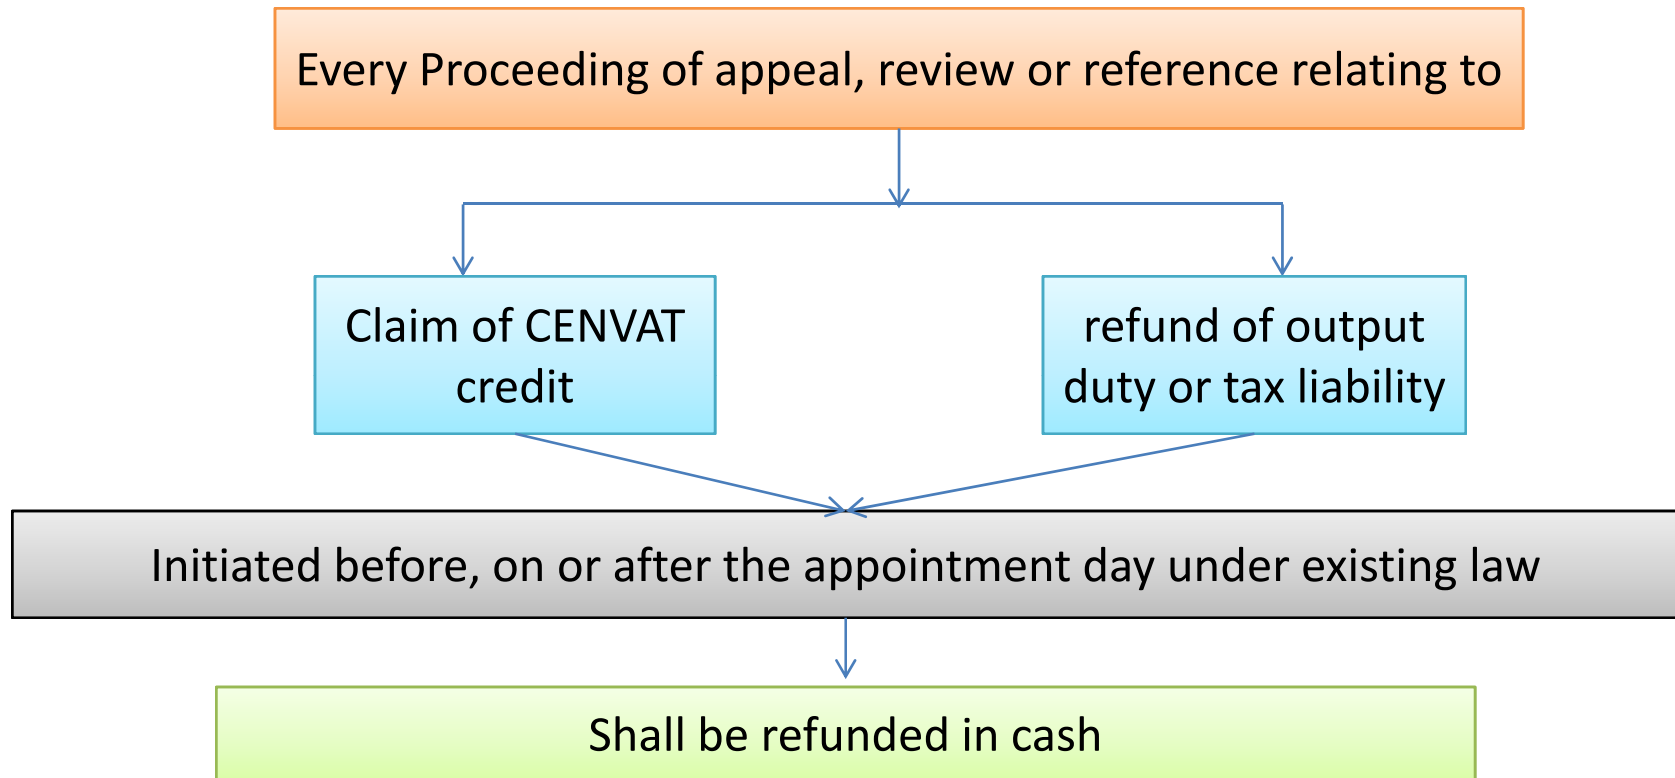 Every Proceeding of appeal, review or reference relating to
Claim of CENVAT
credit
refund of output
duty or tax liability
Initiated before, on or after the appointment day under existing law
Shall be refunded in cash